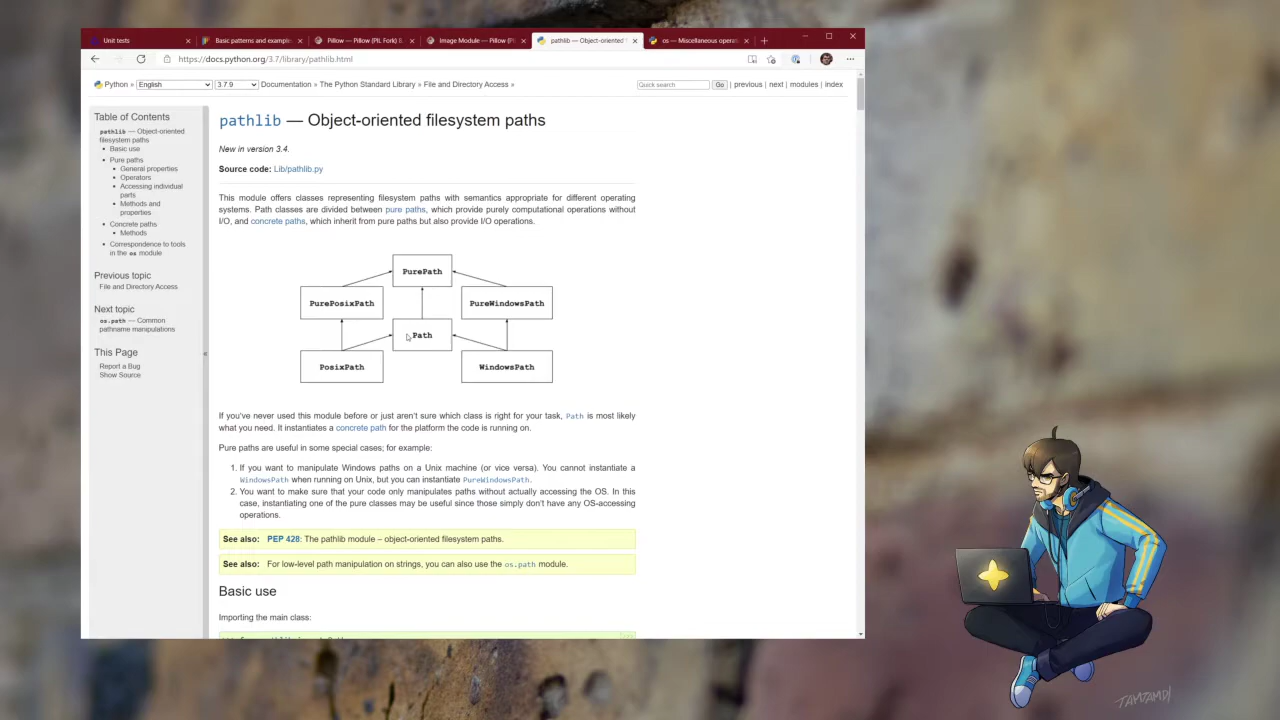 Unit tests
Basic patterns and example
Pillow — Pillow (PIL Fork) 8.
Image Module — Pillow (PI
pathlib — Object-oriented f
os — Miscellaneous operat
https://docs.python.org/3.7/library/pathlib.html
Python » English 3.7.9 Documentation » The Python Standard Library » File and Directory Access » Quick search Go | previous | next | modules | index
Table of Contents
pathlib — Object-oriented
filesystem paths
Basic use
Pure paths
General properties
Operators
Accessing individual
parts
Methods and
properties
Concrete paths
Methods
Correspondence to tools
in the os module
Previous topic
File and Directory Access
Next topic
os.path — Common
pathname manipulations
This Page
Report a Bug
Show Source
«
pathlib — Object-oriented filesystem paths
New in version 3.4.
Source code: Lib/pathlib.py
This module offers classes representing filesystem paths with semantics appropriate for different operating
systems. Path classes are divided between pure paths, which provide purely computational operations without
I/O, and concrete paths, which inherit from pure paths but also provide I/O operations.
PurePath
PurePosixPath
PureWindowsPath
Path
PosixPath
WindowsPath
If you've never used this module before or just aren't sure which class is right for your task, Path is most likely
what you need. It instantiates a concrete path for the platform the code is running on.
Pure paths are useful in some special cases; for example:
1. If you want to manipulate Windows paths on a Unix machine (or vice versa). You cannot instantiate a
WindowsPath when running on Unix, but you can instantiate PureWindowsPath.
2. You want to make sure that your code only manipulates paths without actually accessing the OS. In this
case, instantiating one of the pure classes may be useful since those simply don't have any OS-accessing
operations.
See also: PEP 428: The pathlib module – object-oriented filesystem paths.
See also: For low-level path manipulation on strings, you can also use the os.path module.
Basic use
Importing the main class:
TAMTAMDI